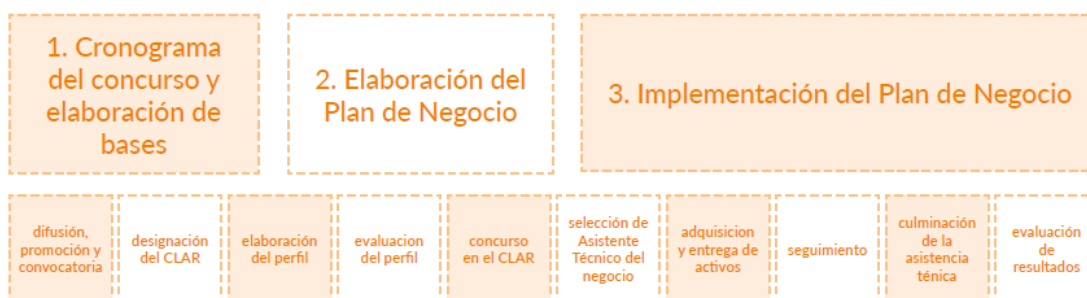 1. Cronograma
del concurso y
elaboración de
bases
2. Elaboración del
Plan de Negocio
3. Implementación del Plan de Negocio
difusión,
promoción y
convocatoria
designación
del CLAR
elaboración
del perfil
evaluacion
del perfil
concurso
en el CLAR
selección de
Asistente
Técnico del
negocio
adquisicion
y entrega de
activos
seguimiento
culminación
de la
asistencia
ténica
evaluación
de
resultados